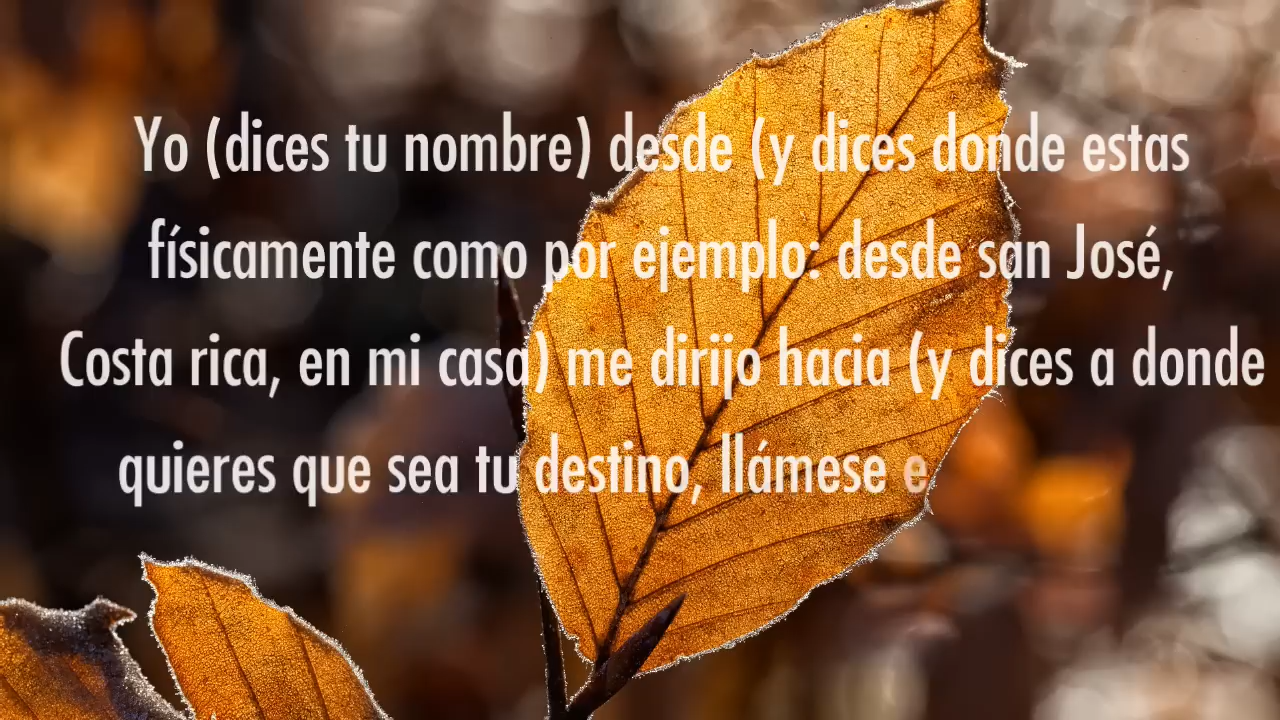 Yo (dices tu nombre) desde (y dices donde estas
físicamente como por ejemplo: desde san José,
Costa rica, en mi casa) me dirijo hacia (y dices a donde
quieres que sea tu destino, llámese e